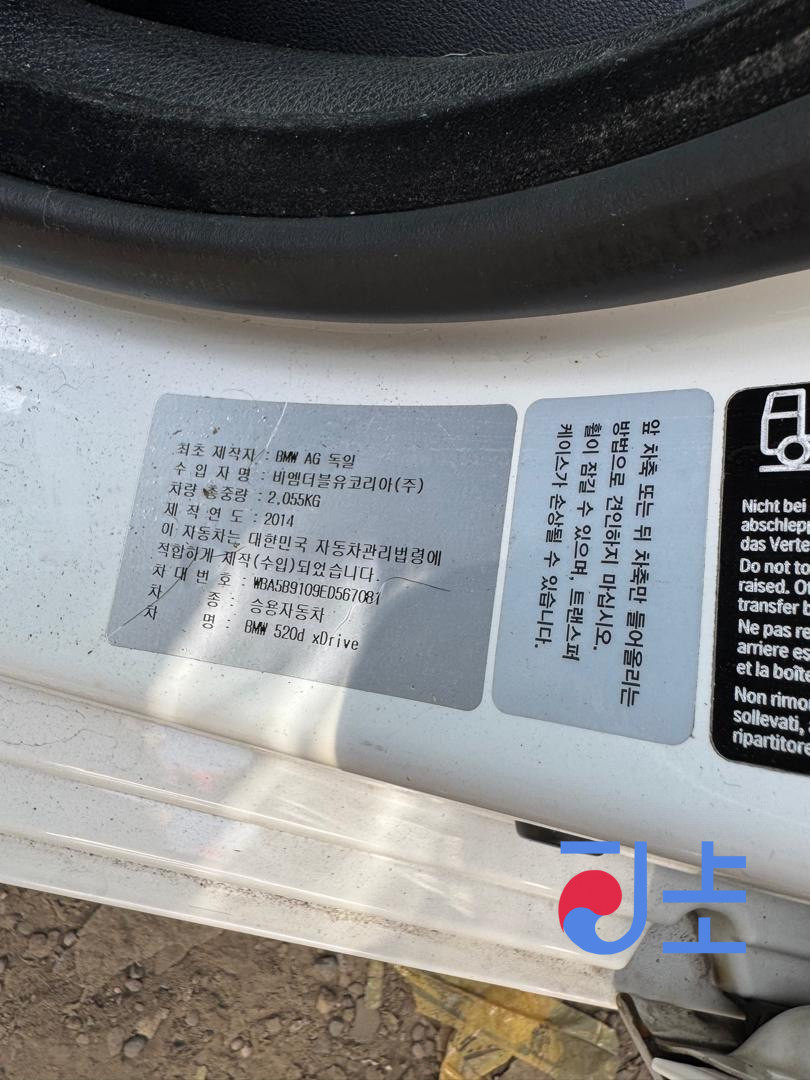 최초 제작자 : BMW AG 독일
수 입 자 명 : 비엠더블유코리아(주)
차량 총중량 : 2,055KG
제 작 연 도 : 2014
이 자동차는 대한민국 자동차관리법령에
적합하게 제작(수입)되었습니다.
차 대 번 호 : WBA5B9109ED567081
차 종 : 승용자동차
차 명 : BMW 520d xDrive
앞 차축 또는 뒤 차축만 들어올리는
방법으로 견인하지 마십시오.
휠이 잠길 수 있으며, 트랜스퍼
케이스가 손상될 수 있습니다.
Nicht bei
abschlepp
das Verte
Do not to
raised. Ot
transfer b
Ne pas re
arriere es
et la boîte
Non rimo
sollevati, a
ripartitore